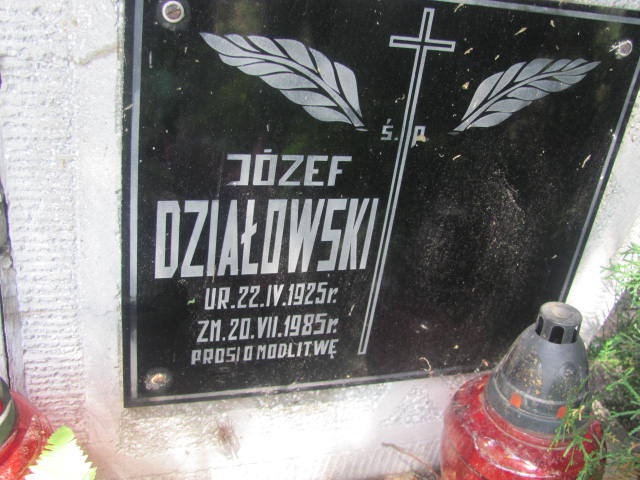 ś. p
JÓZEF
DZIAŁOWSKI
UR. 22.IV.1925r.
ZM. 20.VII.1985r.
PROSI O MODLITWĘ